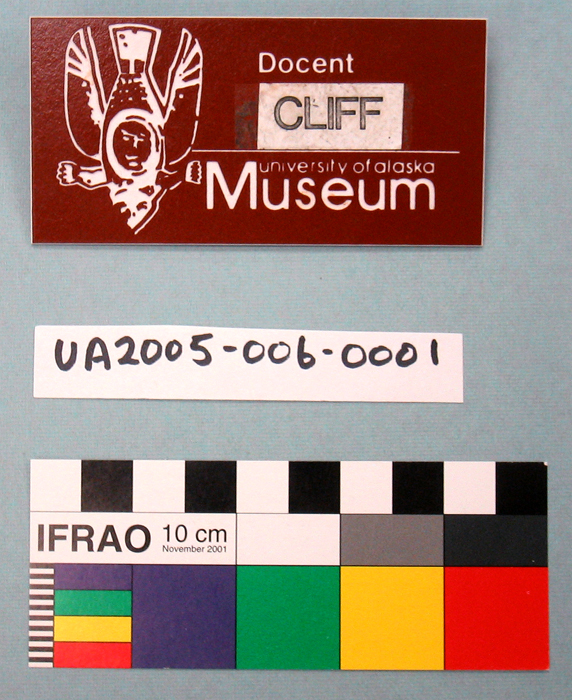 Docent
CLIFF
university of alaska
Museum
UA2005-006-0001
IFRAO 10 cm
November 2001